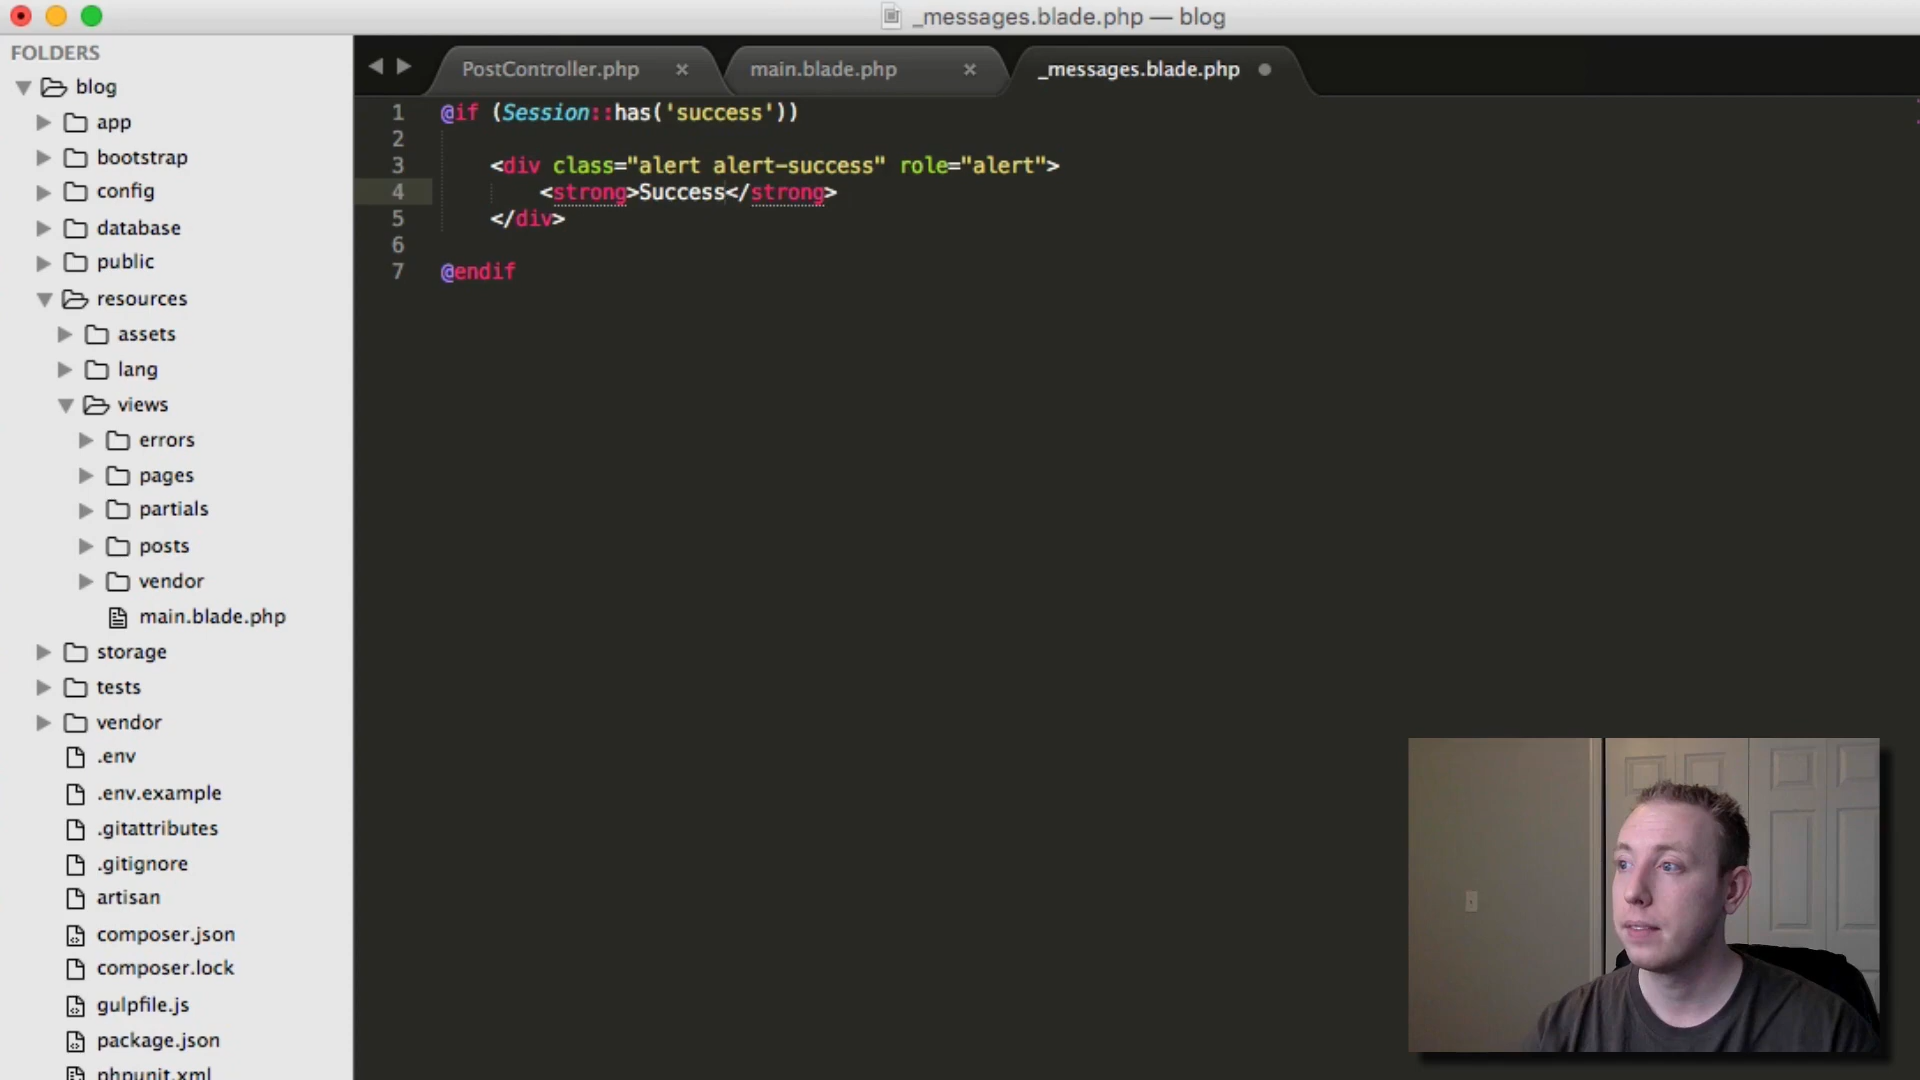 _messages.blade.php — blog
FOLDERS
blog
app
bootstrap
config
database
public
resources
assets
lang
views
errors
pages
partials
posts
vendor
main.blade.php
storage
tests
vendor
.env
.env.example
.gitattributes
.gitignore
artisan
composer.json
composer.lock
gulpfile.js
package.json
phpunit.xml
PostController.php
main.blade.php
_messages.blade.php
1 @if (Session::has('success'))
2
3 <div class="alert alert-success" role="alert">
4 <strong>Success</strong>
5 </div>
6
7 @endif